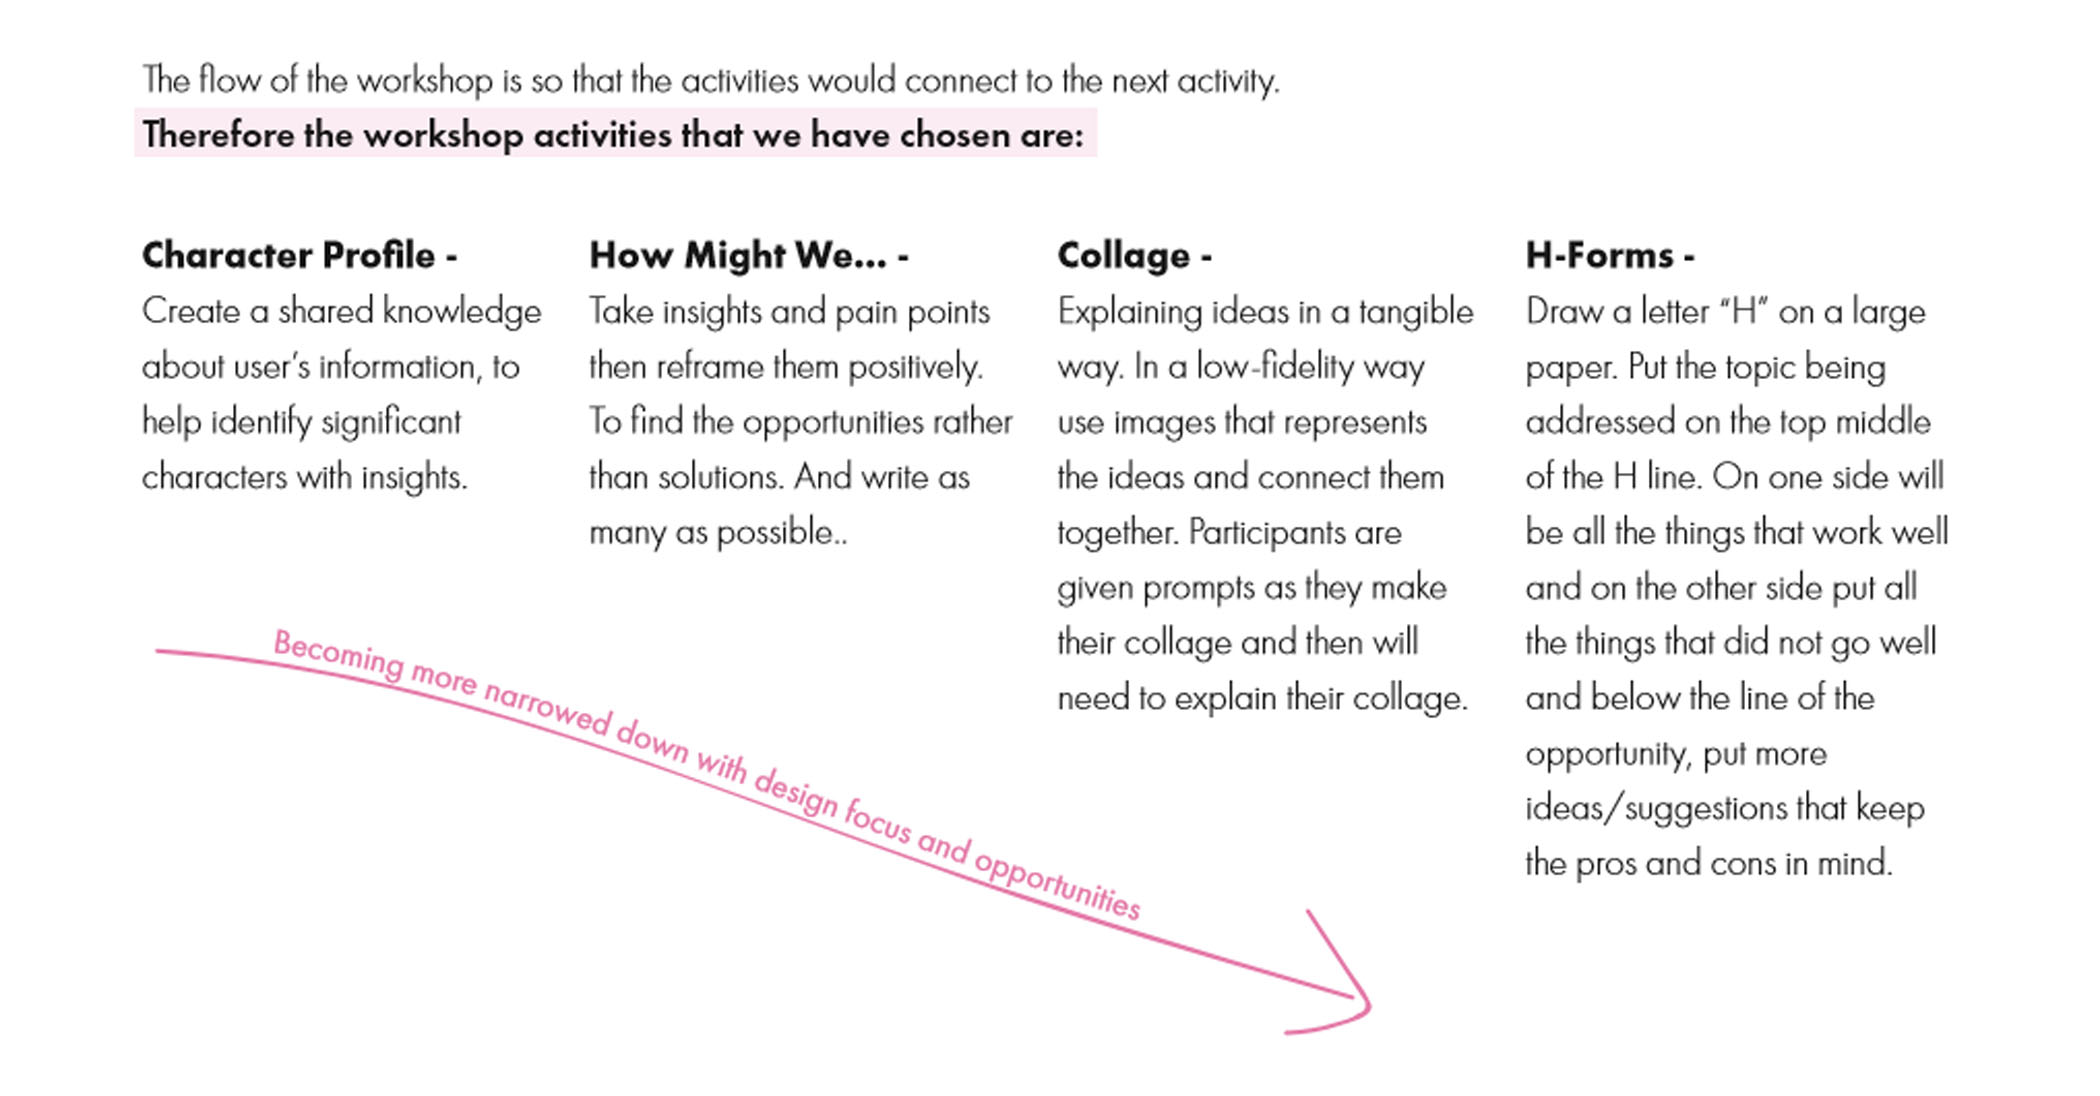 The flow of the workshop is so that the activities would connect to the next activity.
Therefore the workshop activities that we have chosen are:
Character Profile -
Create a shared knowledge
about user's information, to
help identify significant
characters with insights.
How Might We... -
Take insights and pain points
then reframe them positively.
To find the opportunities rather
than solutions. And write as
many as possible..
Collage -
Explaining ideas in a tangible
way. In a low-fidelity way
use images that represents
the ideas and connect them
together. Participants are
given prompts as they make
their collage and then will
need to explain their collage.
H-Forms -
Draw a letter “H” on a large
paper. Put the topic being
addressed on the top middle
of the H line. On one side will
be all the things that work well
and on the other side put all
the things that did not go well
and below the line of the
opportunity, put more
ideas/suggestions that keep
the pros and cons in mind.
Becoming more narrowed down with design focus and opportunities